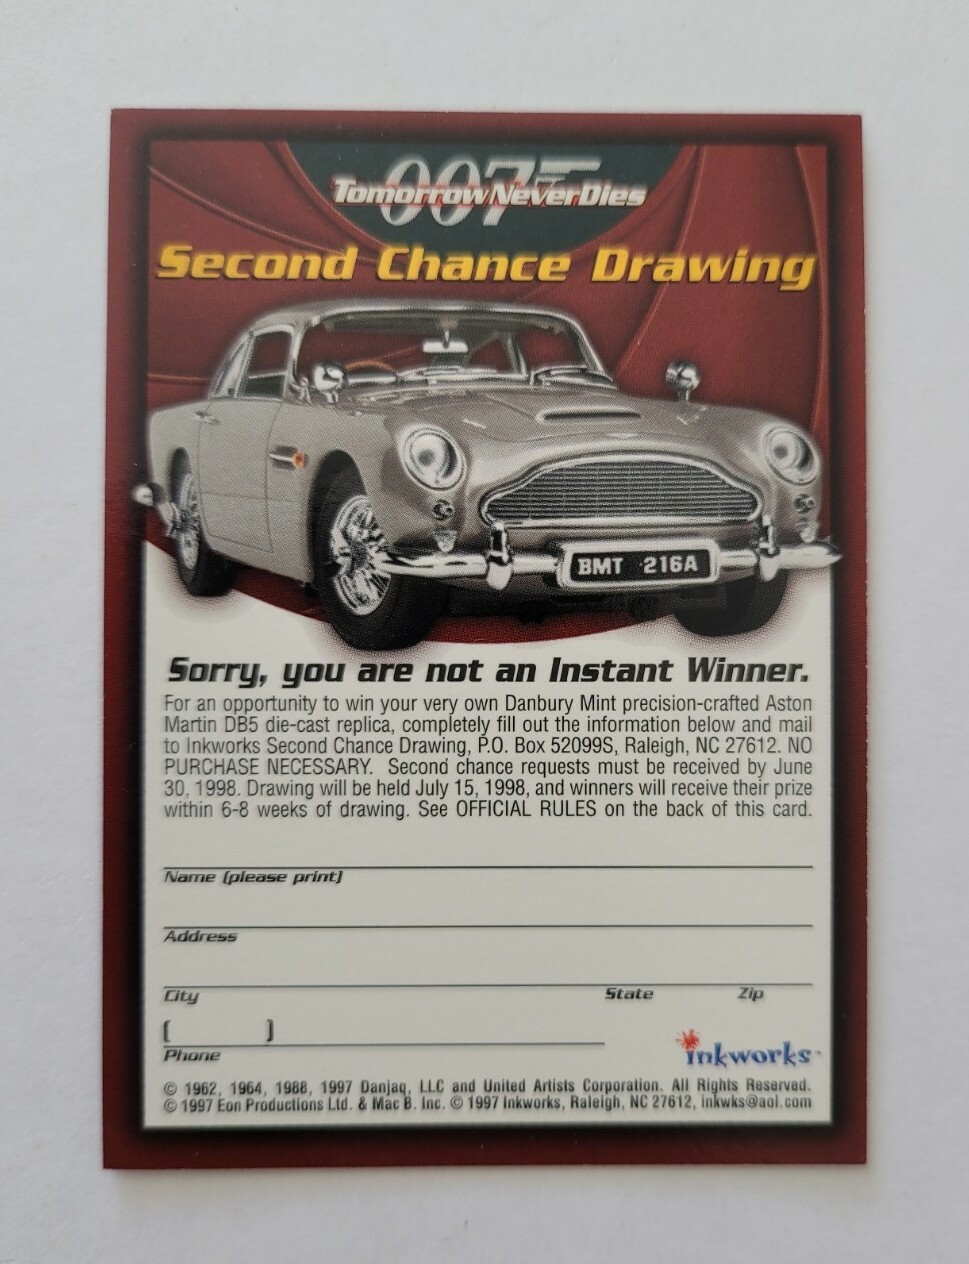 007
Tomorrow Never Dies
Second Chance Drawing
BMT 216A
Sorry, you are not an Instant Winner.
For an opportunity to win your very own Danbury Mint precision-crafted Aston
Martin DB5 die-cast replica, completely fill out the information below and mail
to Inkworks Second Chance Drawing, P.O. Box 52099S, Raleigh, NC 27612. NO
PURCHASE NECESSARY. Second chance requests must be received by June
30, 1998. Drawing will be held July 15, 1998, and winners will receive their prize
within 6-8 weeks of drawing. See OFFICIAL RULES on the back of this card.
Name (please print)
Address
City State Zip
( )
Phone
inkworks™
© 1962, 1964, 1988, 1997 Danjaq, LLC and United Artists Corporation. All Rights Reserved.
© 1997 Eon Productions Ltd. & Mac B. Inc. © 1997 Inkworks, Raleigh, NC 27612, inkwks@aol.com